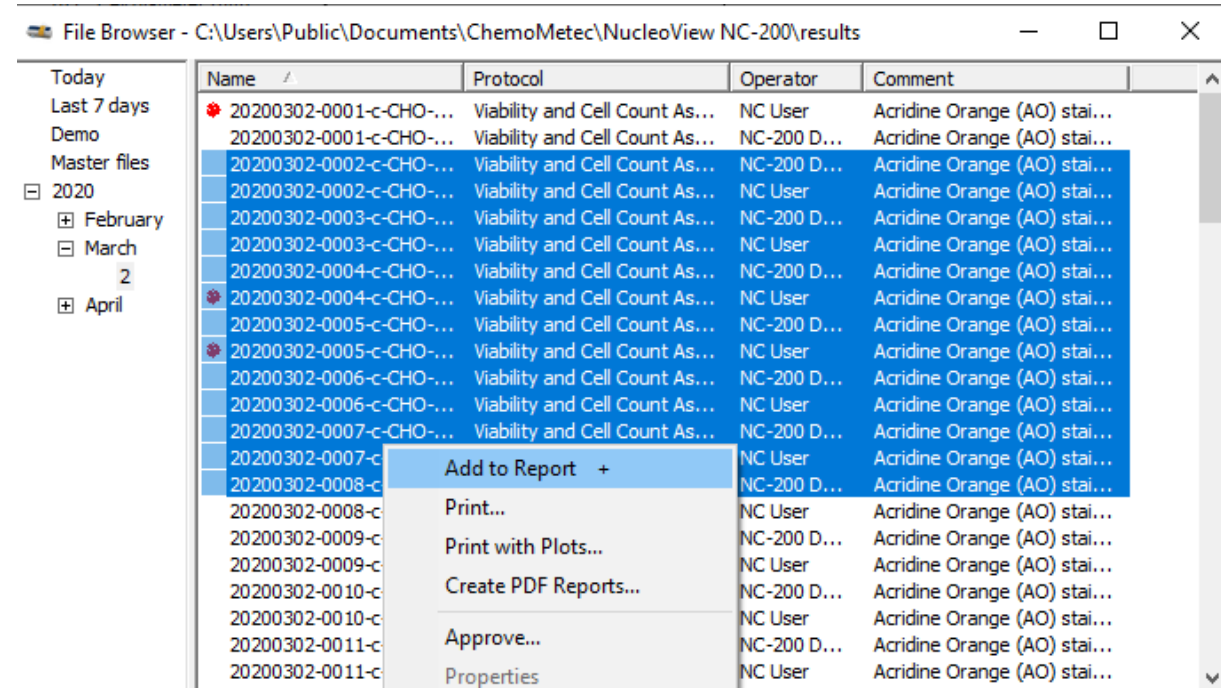 File Browser - C:\Users\Public\Documents\ChemoMetec\NucleoView NC-200\results
Today
Last 7 days
Demo
Master files
2020
February
March
2
April
Name Protocol Operator Comment
20200302-0001-c-CHO-... Viability and Cell Count As... NC User Acridine Orange (AO) stai...
20200302-0001-c-CHO-... Viability and Cell Count As... NC-200 D... Acridine Orange (AO) stai...
20200302-0002-c-CHO-... Viability and Cell Count As... NC-200 D... Acridine Orange (AO) stai...
20200302-0002-c-CHO-... Viability and Cell Count As... NC User Acridine Orange (AO) stai...
20200302-0003-c-CHO-... Viability and Cell Count As... NC-200 D... Acridine Orange (AO) stai...
20200302-0003-c-CHO-... Viability and Cell Count As... NC User Acridine Orange (AO) stai...
20200302-0004-c-CHO-... Viability and Cell Count As... NC-200 D... Acridine Orange (AO) stai...
20200302-0004-c-CHO-... Viability and Cell Count As... NC User Acridine Orange (AO) stai...
20200302-0005-c-CHO-... Viability and Cell Count As... NC-200 D... Acridine Orange (AO) stai...
20200302-0005-c-CHO-... Viability and Cell Count As... NC User Acridine Orange (AO) stai...
20200302-0006-c-CHO-... Viability and Cell Count As... NC-200 D... Acridine Orange (AO) stai...
20200302-0006-c-CHO-... Viability and Cell Count As... NC User Acridine Orange (AO) stai...
20200302-0007-c-CHO-... Viability and Cell Count As... NC-200 D... Acridine Orange (AO) stai...
20200302-0007-c NC User Acridine Orange (AO) stai...
20200302-0008-c NC-200 D... Acridine Orange (AO) stai...
20200302-0008-c NC User Acridine Orange (AO) stai...
20200302-0009-c NC-200 D... Acridine Orange (AO) stai...
20200302-0009-c NC User Acridine Orange (AO) stai...
20200302-0010-c NC-200 D... Acridine Orange (AO) stai...
20200302-0010-c NC User Acridine Orange (AO) stai...
20200302-0011-c NC-200 D... Acridine Orange (AO) stai...
20200302-0011-c NC User Acridine Orange (AO) stai...
Add to Report +
Print...
Print with Plots...
Create PDF Reports...
Approve...
Properties